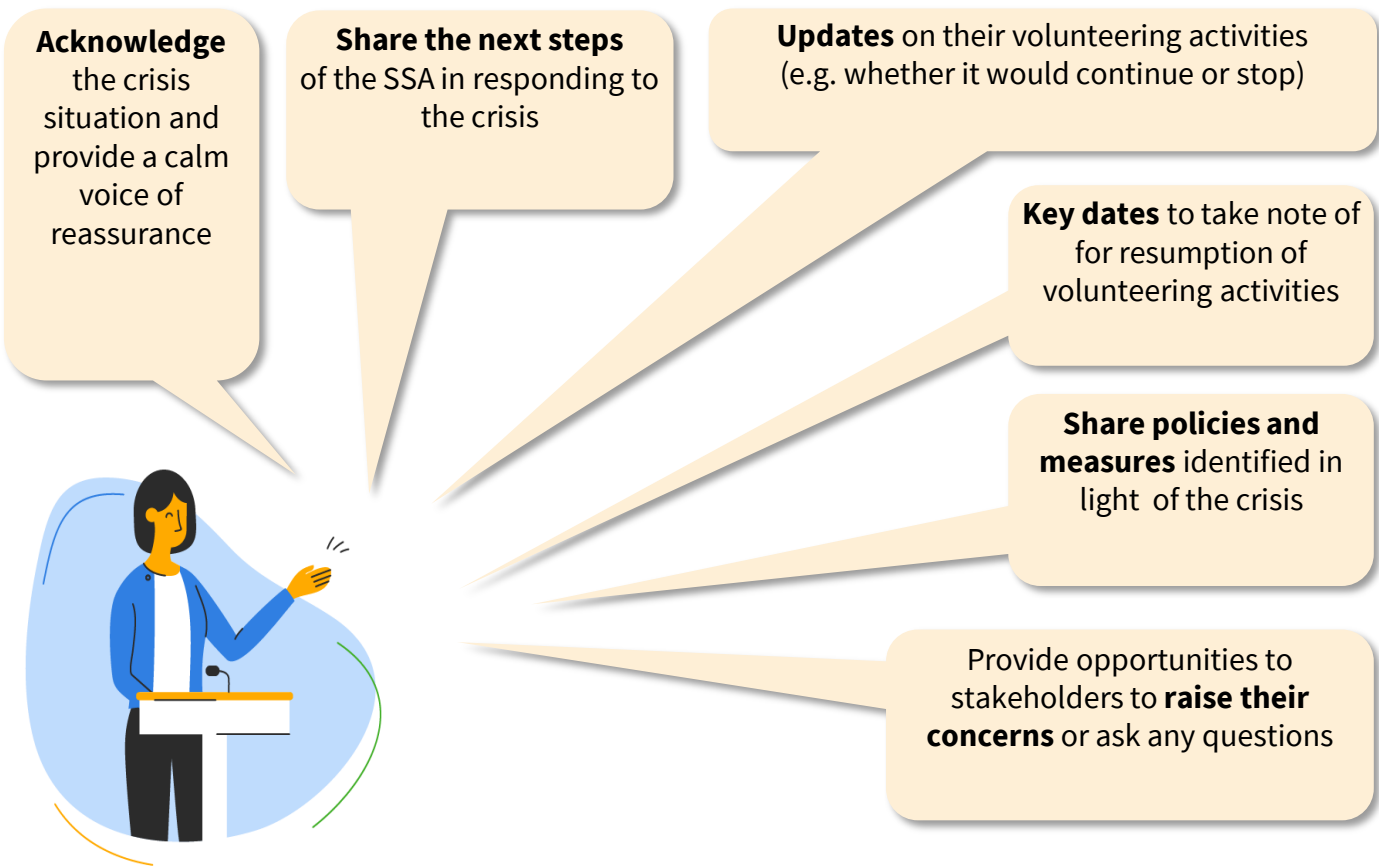 Acknowledge
the crisis
situation and
provide a calm
voice of
reassurance
Share the next steps
of the SSA in responding to
the crisis
Updates on their volunteering activities
(e.g. whether it would continue or stop)
Key dates to take note of
for resumption of
volunteering activities
Share policies and
measures identified in
light  of the crisis
Provide opportunities to
stakeholders to raise their
concerns or ask any questions